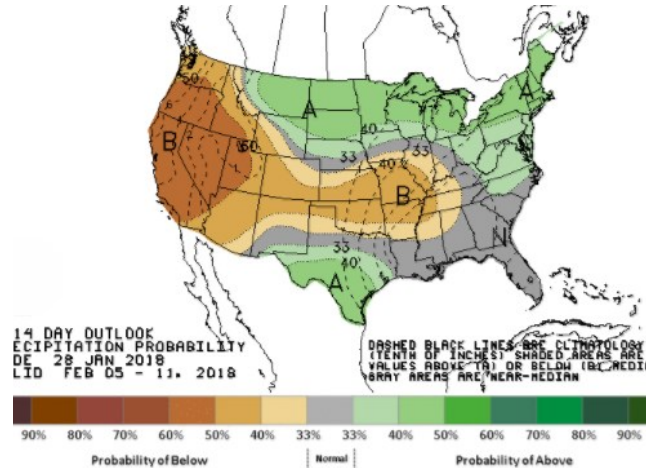 50
B
A
40
33
33
40
B
50
A
N
33
40
A
14 DAY OUTLOOK
ECIPITATION PROBABILITY
DE 28 JAN 2018
LID FEB 05 - 11, 2018
DASHED BLACK LINES ARE CLIMATOLOGY
(TENTH OF INCHES) SHADED AREAS ARE
VALUES ABOVE (A) OR BELOW (B) MEDI
GRAY AREAS ARE NEAR-MEDIAN
90% 80% 70% 60% 50% 40% 33% 33% 40% 50% 60% 70% 80% 90%
Probability of Below Normal Probability of Above